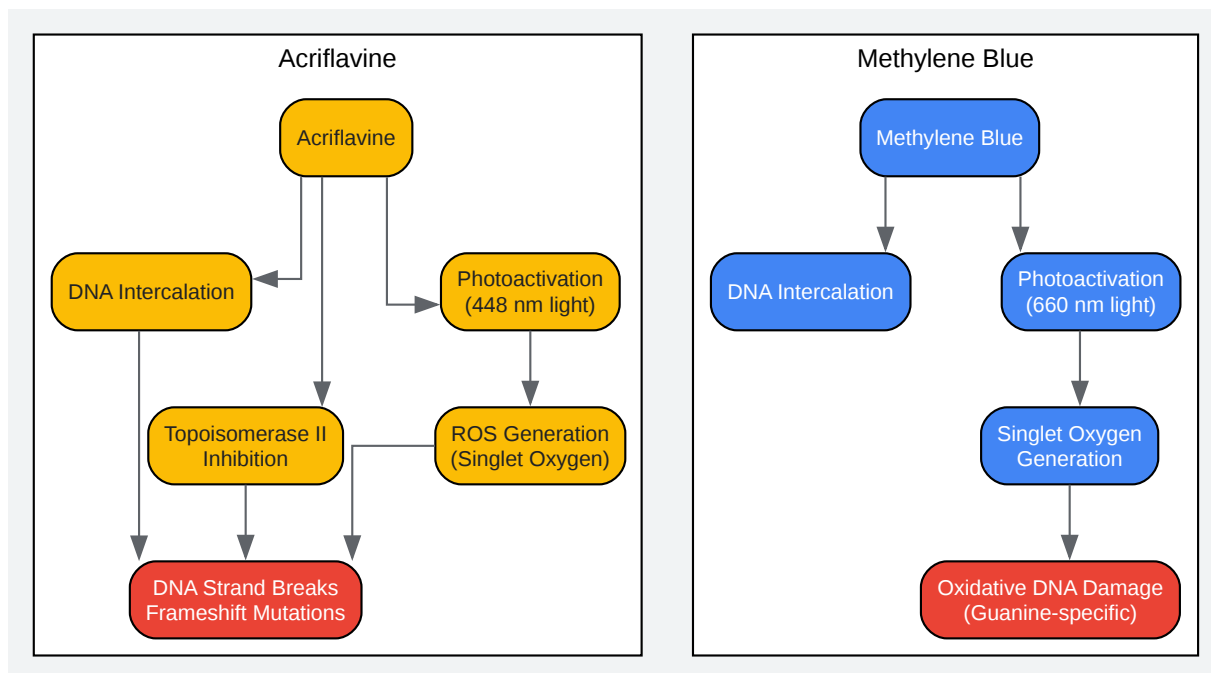 Acriflavine
Acriflavine
DNA Intercalation
Photoactivation
(448 nm light)
Topoisomerase II
Inhibition
ROS Generation
(Singlet Oxygen)
DNA Strand Breaks
Frameshift Mutations
Methylene Blue
Methylene Blue
DNA Intercalation
Photoactivation
(660 nm light)
Singlet Oxygen
Generation
Oxidative DNA Damage
(Guanine-specific)